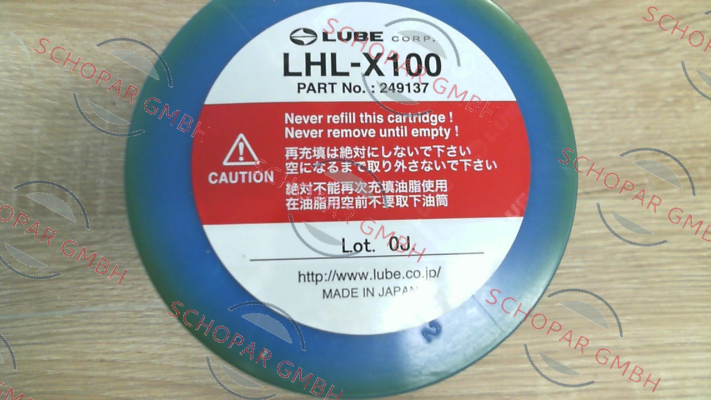 LUBE CORP.
LHL-X100
PART No. : 249137
Never refill this cartridge !
Never remove until empty !
CAUTION
再充填は絶対にしないで下さい
空になるまで取り外さないで下さい
絶対不能再次充填油脂使用
在油脂用空前不要取下油筒
Lot. 0J.
http://www.lube.co.jp/
MADE IN JAPAN
2
SCHOPAR GMBH
SCHOPAR GMBH
SCHOPAR GMBH
SCHOPAR GMBH
SCHOPAR GMBH
SCHOPAR GMBH